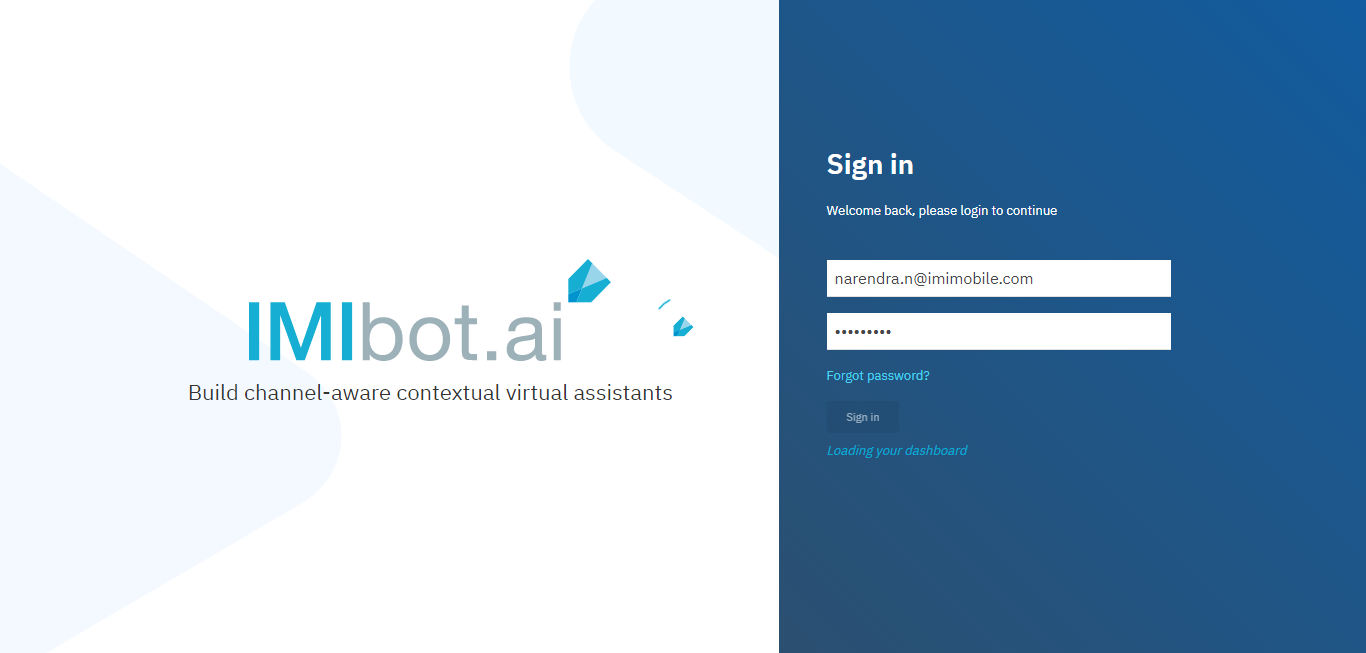 IMIbot.ai
Build channel-aware contextual virtual assistants
Sign in
Welcome back, please login to continue
narendra.n@imimobile.com
•••••••••
Forgot password?
Sign in
Loading your dashboard